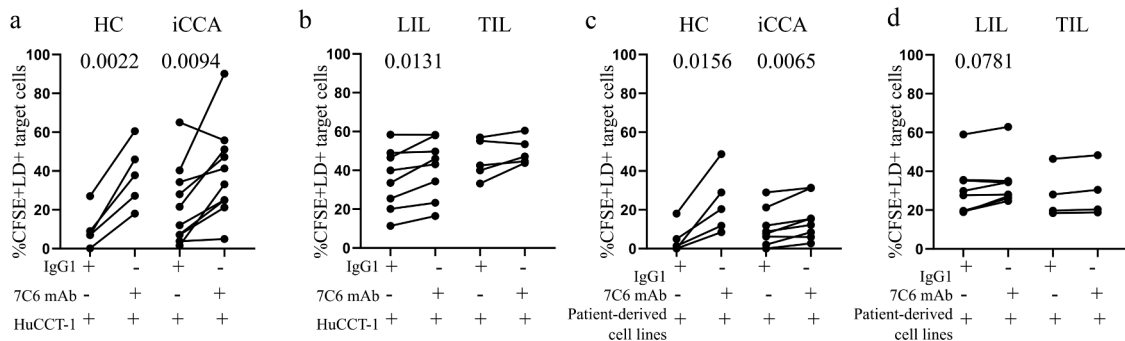 a
HC iCCA
0.0022 0.0094
%CFSE+LD+ target cells
100
80
60
40
20
0
IgG1 + - + -
7C6 mAb - + - +
HuCCT-1 + + + +
b
LIL TIL
0.0131
%CFSE+LD+ target cells
100
80
60
40
20
0
IgG1 + - + -
7C6 mAb - + - +
HuCCT-1 + + + +
c
HC iCCA
0.0156 0.0065
%CFSE+LD+ target cells
100
80
60
40
20
0
IgG1 + - + -
7C6 mAb - + - +
Patient-derived + + + +
cell lines
d
LIL TIL
0.0781
%CFSE+LD+ target cells
100
80
60
40
20
0
IgG1 + - + -
7C6 mAb - + - +
Patient-derived + + + +
cell lines